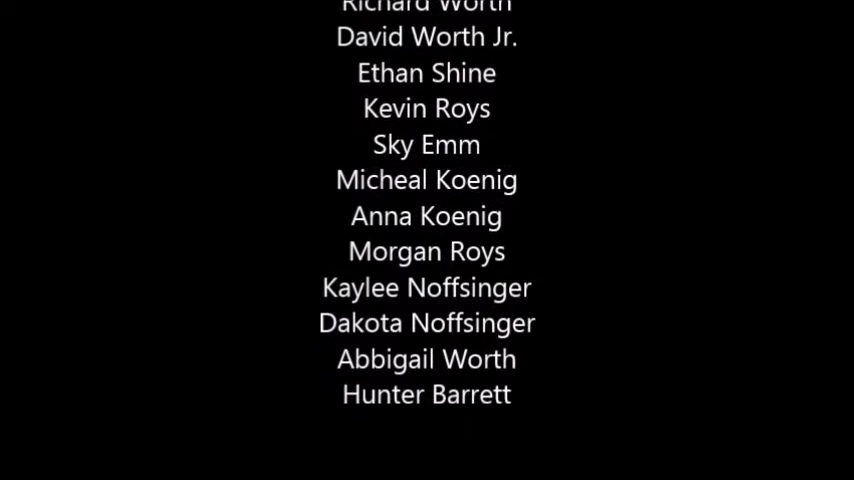 Richard Worth
David Worth Jr.
Ethan Shine
Kevin Roys
Sky Emm
Micheal Koenig
Anna Koenig
Morgan Roys
Kaylee Noffsinger
Dakota Noffsinger
Abbigail Worth
Hunter Barrett